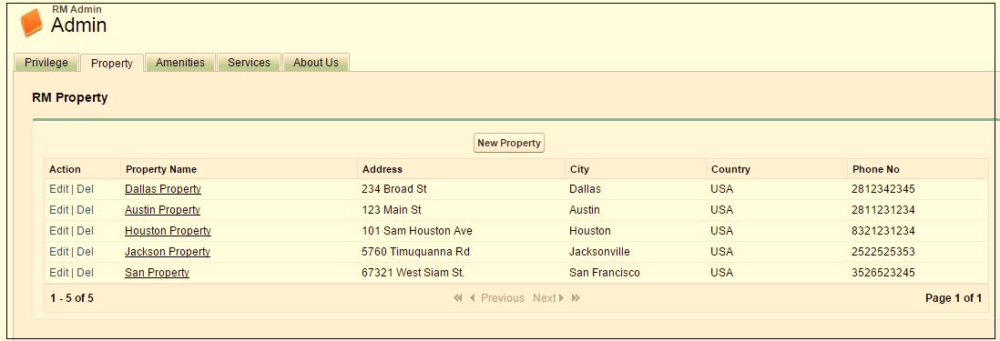 RM Admin
Admin
Privilege Property Amenities Services About Us
RM Property
New Property
Action Property Name Address City Country Phone No
Edit | Del Dallas Property 234 Broad St Dallas USA 2812342345
Edit | Del Austin Property 123 Main St Austin USA 2811231234
Edit | Del Houston Property 101 Sam Houston Ave Houston USA 8321231234
Edit | Del Jackson Property 5760 Timuquanna Rd Jacksonville USA 2522525353
Edit | Del San Property 67321 West Siam St. San Francisco USA 3526523245
1 - 5 of 5 Previous Next Page 1 of 1